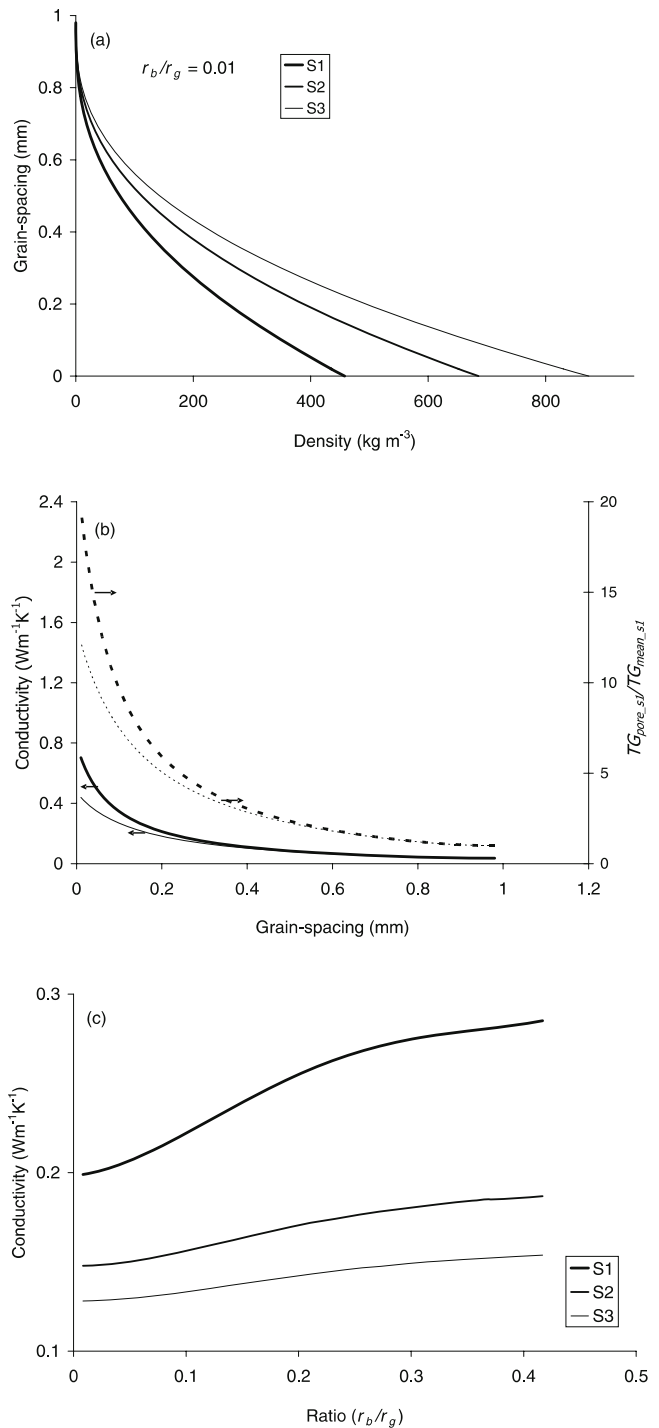 (a)
r_b/r_g = 0.01
S1
S2
S3
1
0.8
0.6
0.4
0.2
0
Grain-spacing (mm)
0 200 400 600 800
Density (kg m⁻³)
(b)
2.4
2
1.6
1.2
0.8
0.4
0
Conductivity (Wm⁻¹K⁻¹)
20
15
10
5
0
TG_pore_s1/TG_mean_s1
0 0.2 0.4 0.6 0.8 1 1.2
Grain-spacing (mm)
(c)
0.3
0.2
0.1
Conductivity (Wm⁻¹K⁻¹)
S1
S2
S3
0 0.1 0.2 0.3 0.4 0.5
Ratio (r_b/r_g)